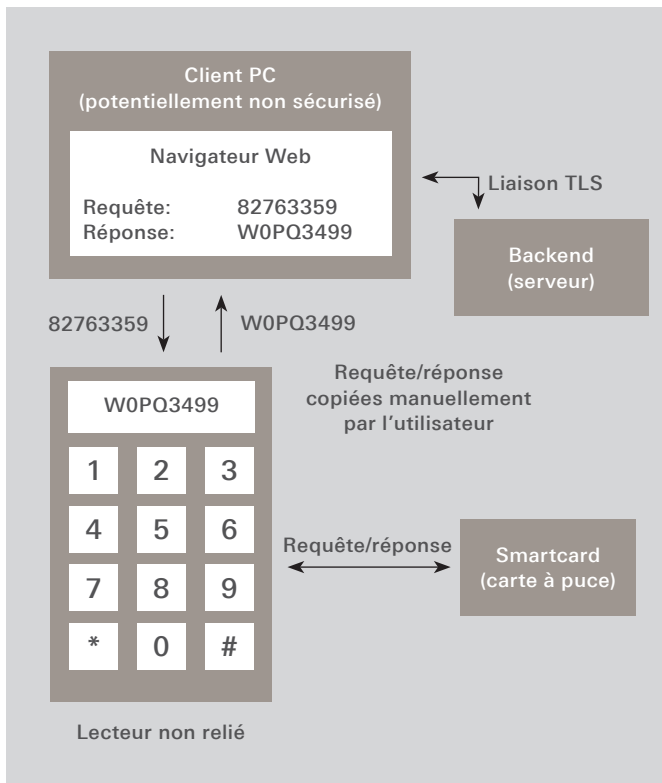 Client PC
(potentiellement non sécurisé)
Navigateur Web
Requête: 82763359
Réponse: W0PQ3499
Liaison TLS
Backend
(serveur)
82763359
W0PQ3499
Requête/réponse
copiées manuellement
par l’utilisateur
W0PQ3499
1 2 3
4 5 6
7 8 9
* 0 #
Requête/réponse
Smartcard
(carte à puce)
Lecteur non relié